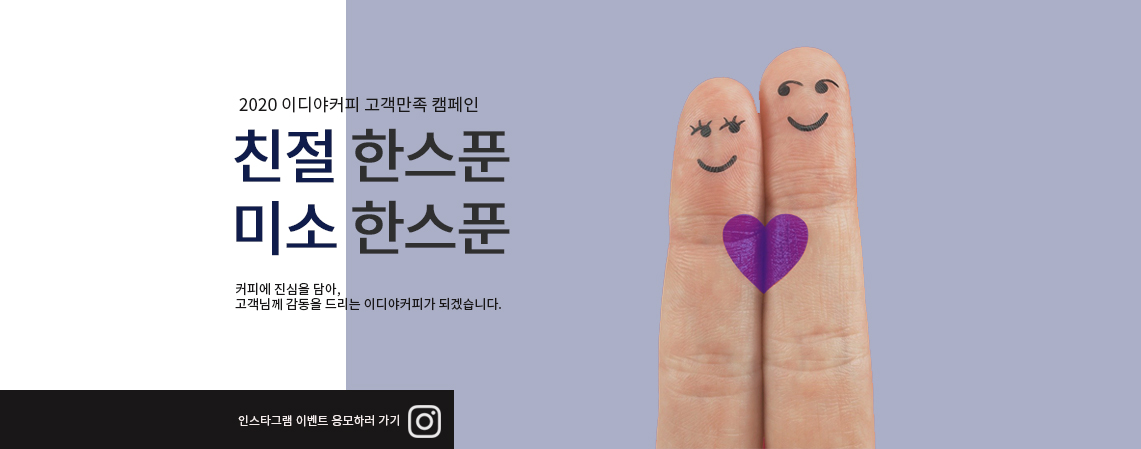 2020 이디야커피 고객만족 캠페인
친절 한스푼
미소 한스푼
커피에 진심을 담아,
고객님께 감동을 드리는 이디야커피가 되겠습니다.
인스타그램 이벤트 응모하러 가기